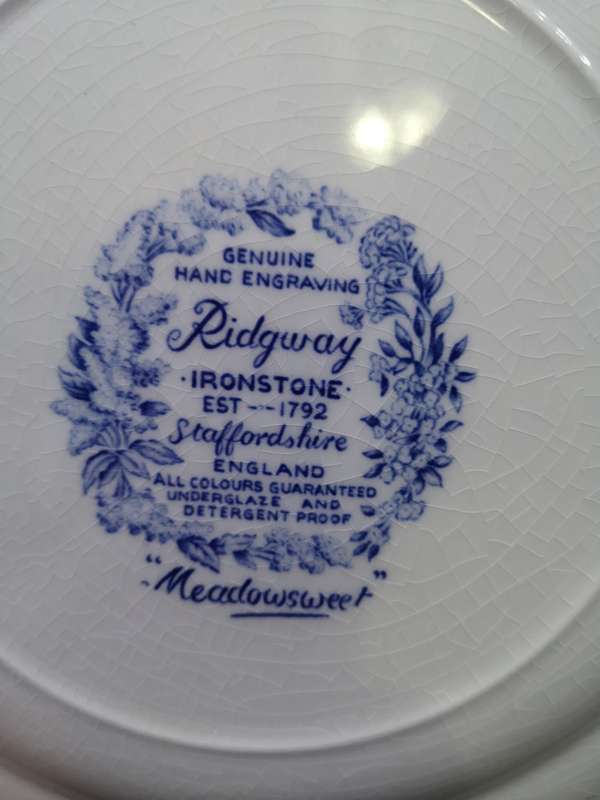 GENUINE
HAND ENGRAVING
Ridgway
·IRONSTONE·
EST--1792
Staffordshire
ENGLAND
ALL COLOURS GUARANTEED
UNDERGLAZE AND
DETERGENT PROOF
"Meadowsweet"